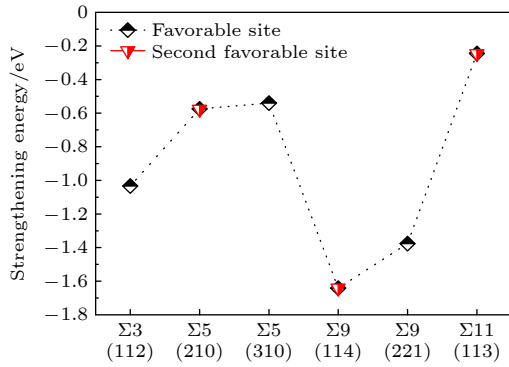 0
−0.2
−0.4
−0.6
−0.8
−1.0
−1.2
−1.4
−1.6
−1.8
Strengthening energy/eV
Favorable site
Second favorable site
Σ3 Σ5 Σ5 Σ9 Σ9 Σ11
(112) (210) (310) (114) (221) (113)